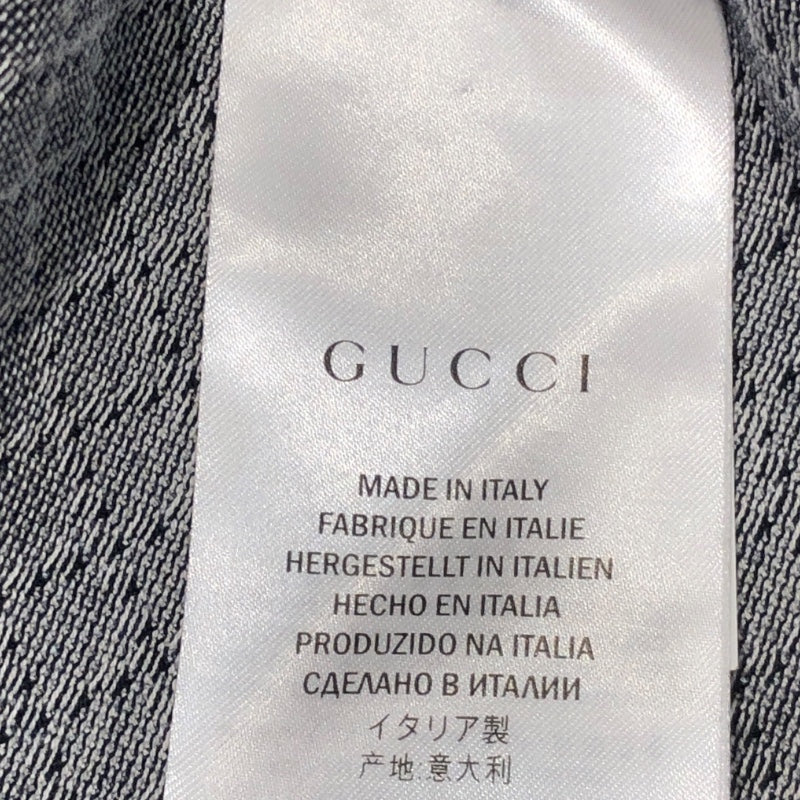 GUCCI
MADE IN ITALY
FABRIQUE EN ITALIE
HERGESTELLT IN ITALIEN
HECHO EN ITALIA
PRODUZIDO NA ITALIA
СДЕЛАНО В ИТАЛИИ
イタリア製
产地:意大利